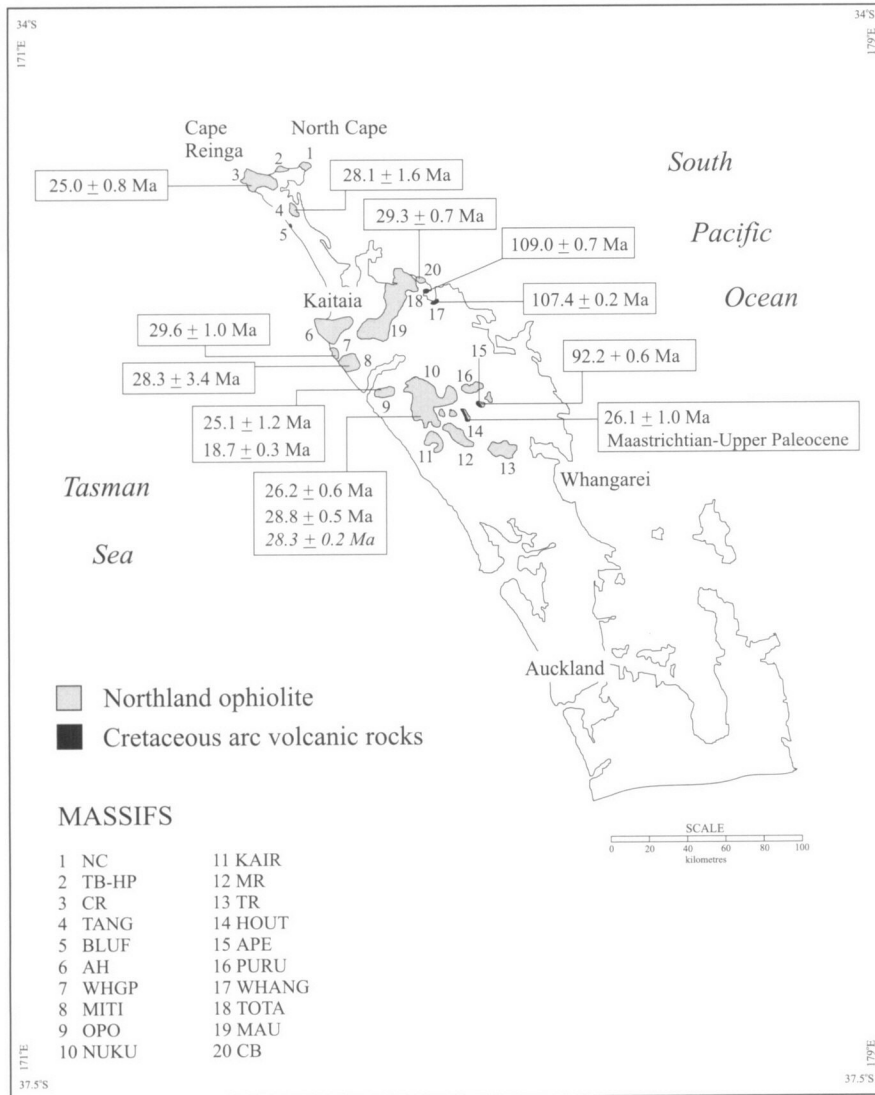 34°S
171°E
34°S
179°E
Cape
Reinga
North Cape
1
2
3
4
5
25.0 ± 0.8 Ma
28.1 ± 1.6 Ma
29.3 ± 0.7 Ma
109.0 ± 0.7 Ma
South
Pacific
Ocean
20
18
17
107.4 ± 0.2 Ma
Kaitaia
6
19
29.6 ± 1.0 Ma
7
8
28.3 ± 3.4 Ma
15
92.2 + 0.6 Ma
10
16
9
25.1 ± 1.2 Ma
18.7 ± 0.3 Ma
14
26.1 ± 1.0 Ma
Maastrichtian-Upper Paleocene
11
12
13
26.2 ± 0.6 Ma
28.8 ± 0.5 Ma
28.3 ± 0.2 Ma
Whangarei
Tasman
Sea
Auckland
Northland ophiolite
Cretaceous arc volcanic rocks
SCALE
0 20 40 60 80 100
kilometres
MASSIFS
1 NC
2 TB-HP
3 CR
4 TANG
5 BLUF
6 AH
7 WHGP
8 MITI
9 OPO
10 NUKU
11 KAIR
12 MR
13 TR
14 HOUT
15 APE
16 PURU
17 WHANG
18 TOTA
19 MAU
20 CB
171°E
37.5°S
179°E
37.5°S